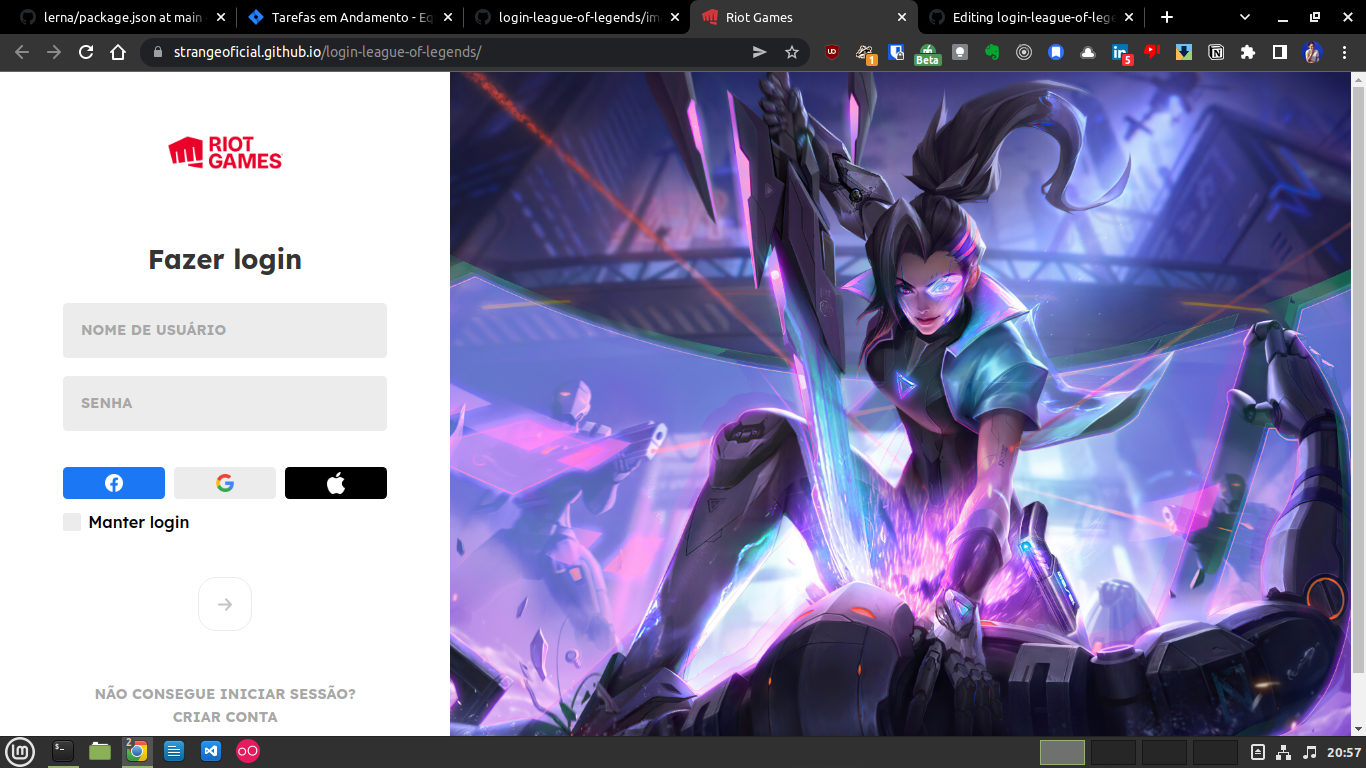 lerna/package.json at main
Tarefas em Andamento - Eq
login-league-of-legends/im
Riot Games
Editing login-league-of-lege
strangeoficial.github.io/login-league-of-legends/
1
Beta
5
RIOT
GAMES
Fazer login
NOME DE USUÁRIO
SENHA
Manter login
NÃO CONSEGUE INICIAR SESSÃO?
CRIAR CONTA
2
20:57